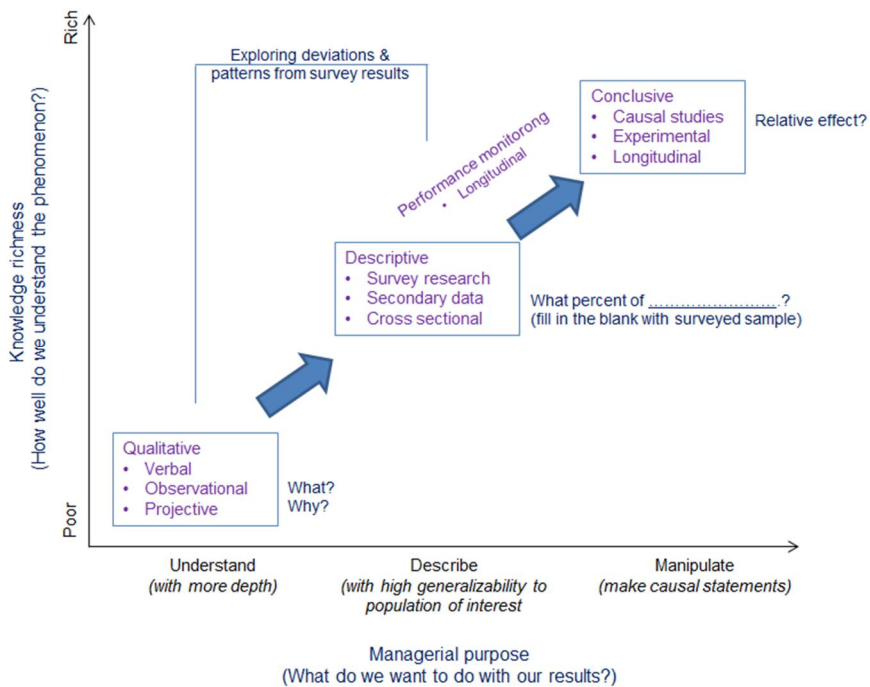 Rich
Exploring deviations &
patterns from survey results
Conclusive
• Causal studies
• Experimental
• Longitudinal
Relative effect?
Performance monitorong
• Longitudinal
Knowledge richness
(How well do we understand the phenomenon?)
Descriptive
• Survey research
• Secondary data
• Cross sectional
What percent of ........................?
(fill in the blank with surveyed sample)
Qualitative
• Verbal
• Observational
• Projective
What?
Why?
Poor
Understand
(with more depth)
Describe
(with high generalizability to
population of interest
Manipulate
(make causal statements)
Managerial purpose
(What do we want to do with our results?)